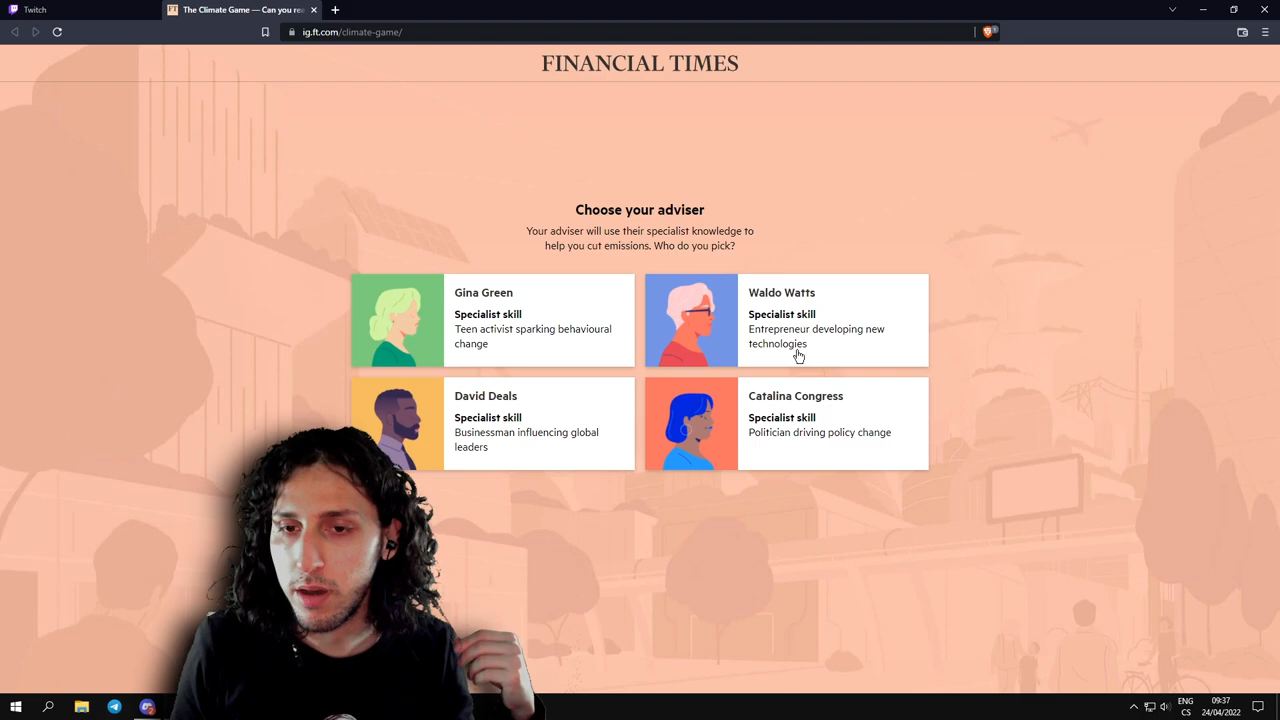 Twitch
The Climate Game — Can you rea
ig.ft.com/climate-game/
FINANCIAL TIMES
Choose your adviser
Your adviser will use their specialist knowledge to
help you cut emissions. Who do you pick?
Gina Green
Specialist skill
Teen activist sparking behavioural
change
Waldo Watts
Specialist skill
Entrepreneur developing new
technologies
David Deals
Specialist skill
Businessman influencing global
leaders
Catalina Congress
Specialist skill
Politician driving policy change
ENG
CS
09:37
24/04/2022